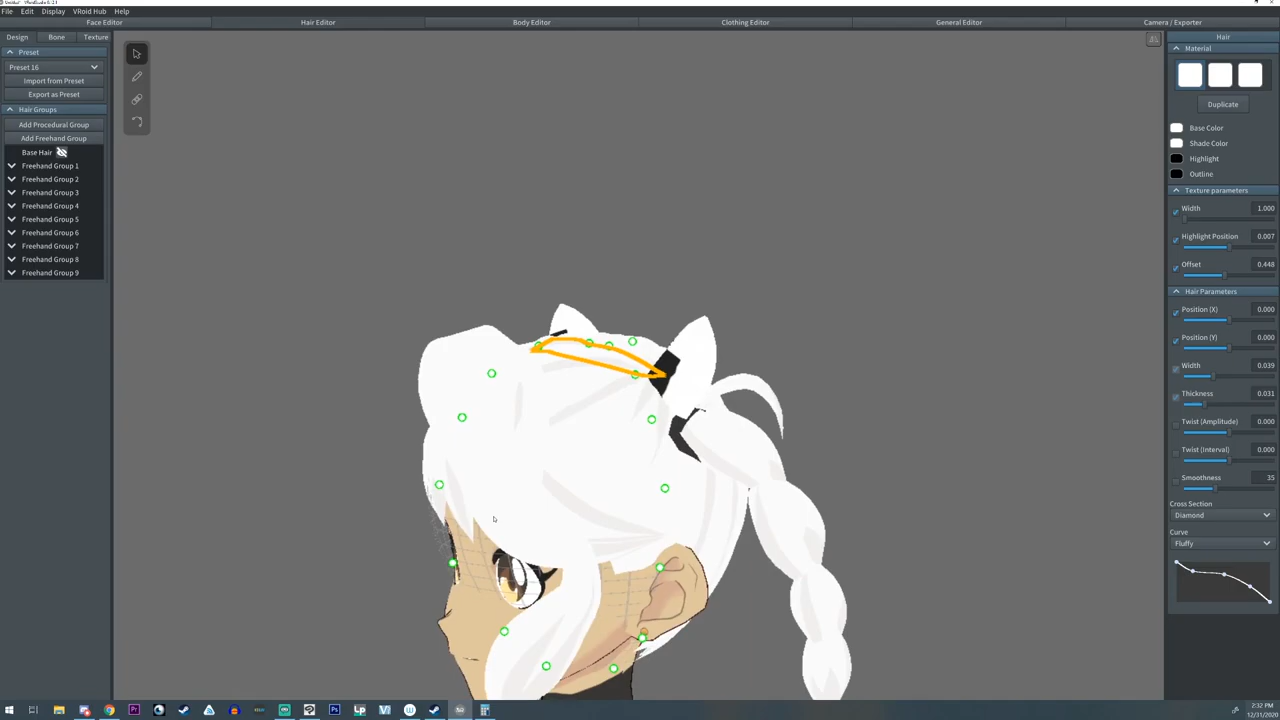 File Edit Display VRoid Hub Help
Face Editor Hair Editor Body Editor Clothing Editor General Editor Camera / Exporter
Design Bone Texture
Preset
Preset 16
Import from Preset
Export as Preset
Hair Groups
Add Procedural Group
Add Freehand Group
Base Hair
Freehand Group 1
Freehand Group 2
Freehand Group 3
Freehand Group 4
Freehand Group 5
Freehand Group 6
Freehand Group 7
Freehand Group 8
Freehand Group 9
Hair
Material
Duplicate
Base Color
Shade Color
Highlight
Outline
Texture parameters
Width 1.000
Highlight Position 0.007
Offset 0.448
Hair Parameters
Position (X) 0.000
Position (Y) 0.000
Width 0.039
Thickness 0.031
Twist (Amplitude) 0.000
Twist (Interval) 0.000
Smoothness 35
Cross Section
Diamond
Curve
Fluffy
2:32 PM
12/31/2020